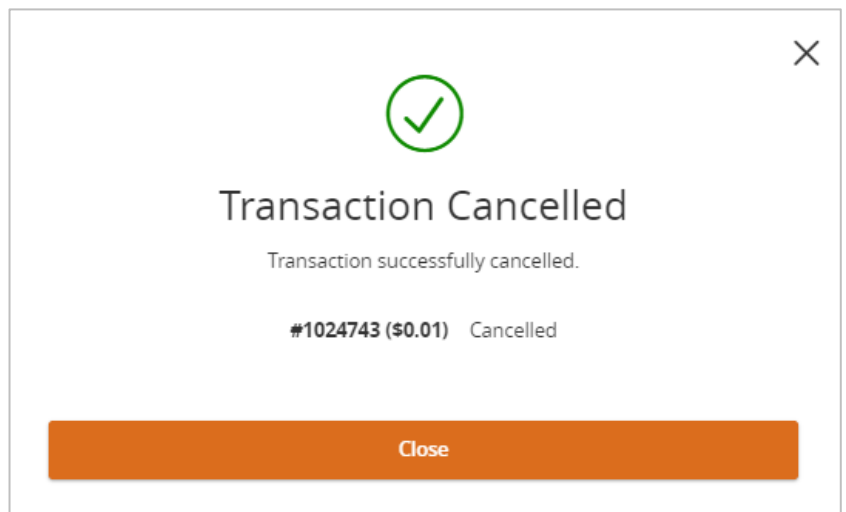 Transaction Cancelled
Transaction successfully cancelled.
#1024743 ($0.01) Cancelled
Close